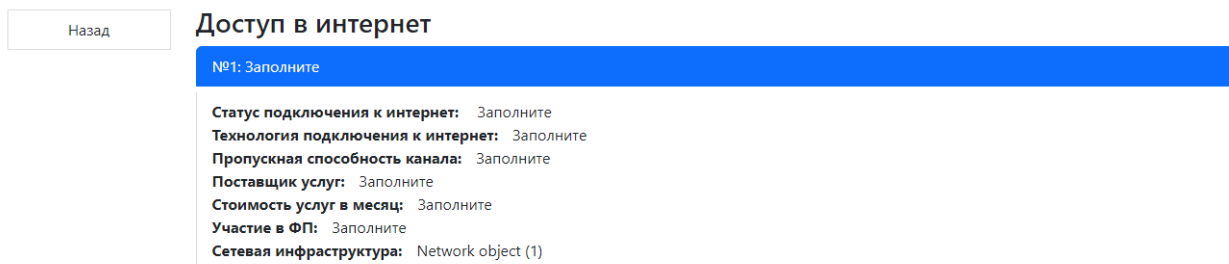 Назад
Доступ в интернет
№1: Заполните
Статус подключения к интернет: Заполните
Технология подключения к интернет: Заполните
Пропускная способность канала: Заполните
Поставщик услуг: Заполните
Стоимость услуг в месяц: Заполните
Участие в ФП: Заполните
Сетевая инфраструктура: Network object (1)